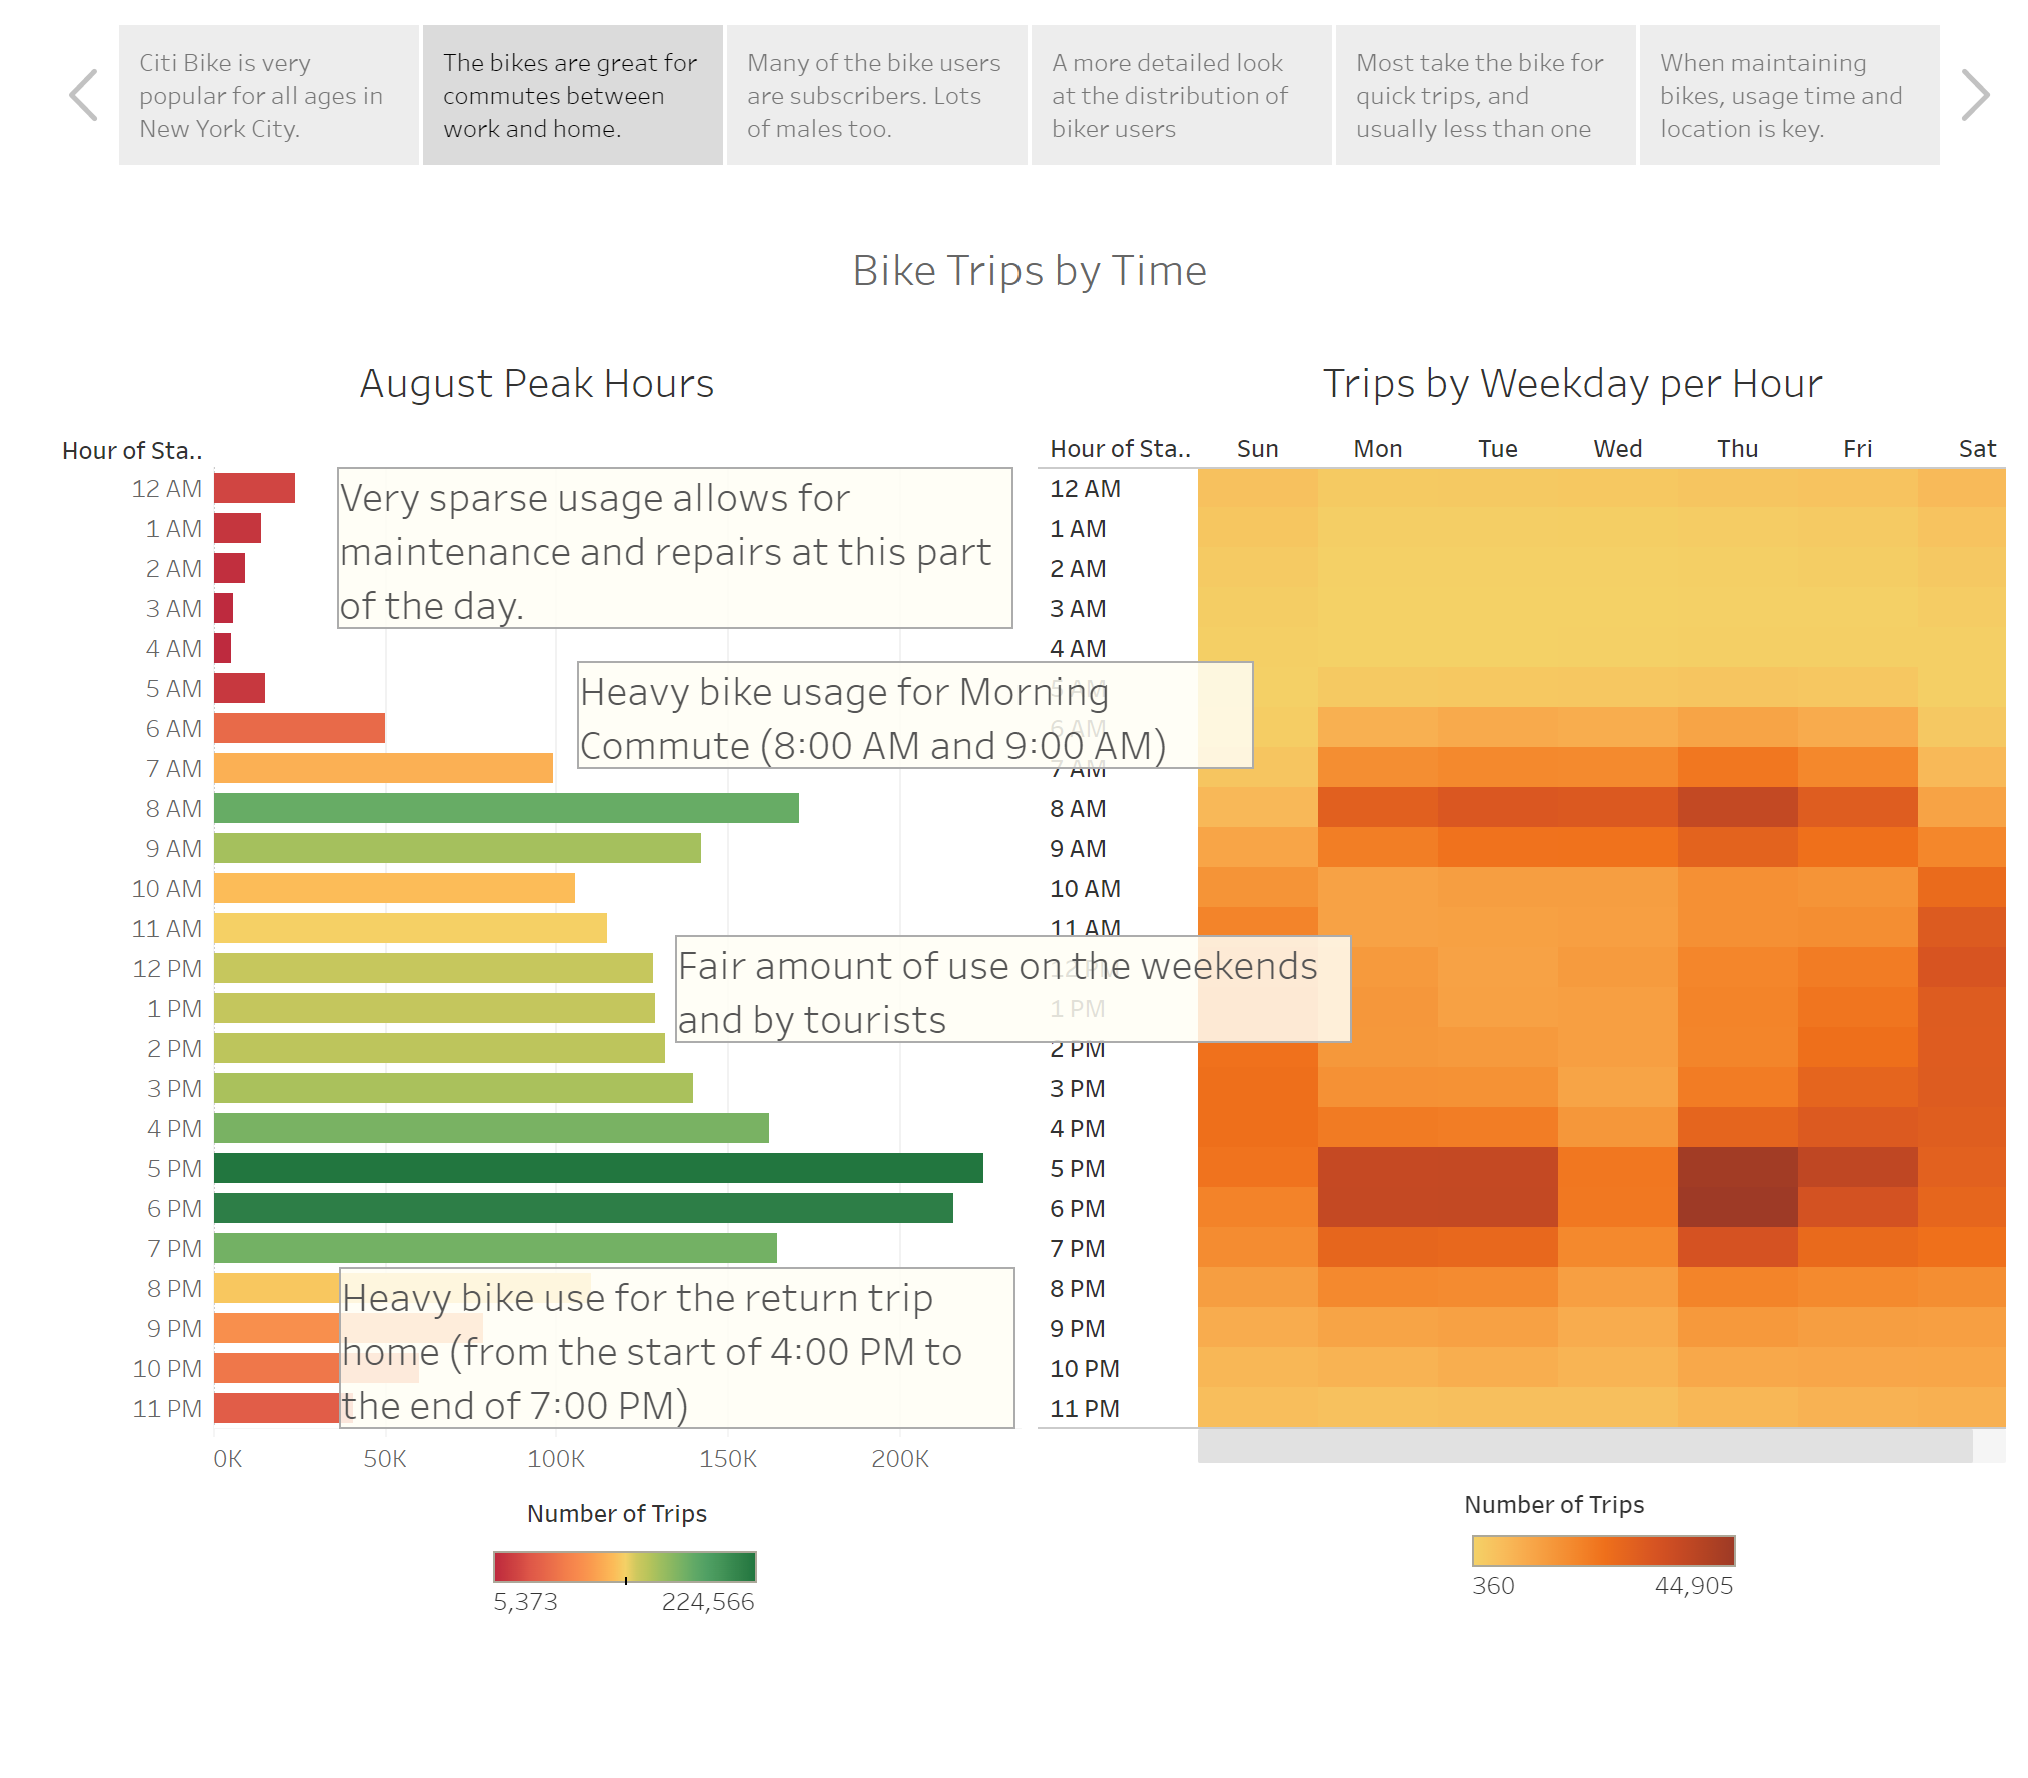 Citi Bike is very
popular for all ages in
New York City.
The bikes are great for
commutes between
work and home.
Many of the bike users
are subscribers. Lots
of males too.
A more detailed look
at the distribution of
biker users
Most take the bike for
quick trips, and
usually less than one
When maintaining
bikes, usage time and
location is key.
Bike Trips by Time
August Peak Hours
Hour of Sta..
12 AM
1 AM
2 AM
3 AM
4 AM
5 AM
6 AM
7 AM
8 AM
9 AM
10 AM
11 AM
12 PM
1 PM
2 PM
3 PM
4 PM
5 PM
6 PM
7 PM
8 PM
9 PM
10 PM
11 PM
0K 50K 100K 150K 200K
Very sparse usage allows for
maintenance and repairs at this part
of the day.
Heavy bike usage for Morning
Commute (8:00 AM and 9:00 AM)
Fair amount of use on the weekends
and by tourists
Heavy bike use for the return trip
home (from the start of 4:00 PM to
the end of 7:00 PM)
Number of Trips
5,373 224,566
Trips by Weekday per Hour
Hour of Sta.. Sun Mon Tue Wed Thu Fri Sat
12 AM
1 AM
2 AM
3 AM
4 AM
5 AM
6 AM
7 AM
8 AM
9 AM
10 AM
11 AM
12 PM
1 PM
2 PM
3 PM
4 PM
5 PM
6 PM
7 PM
8 PM
9 PM
10 PM
11 PM
Number of Trips
360 44,905